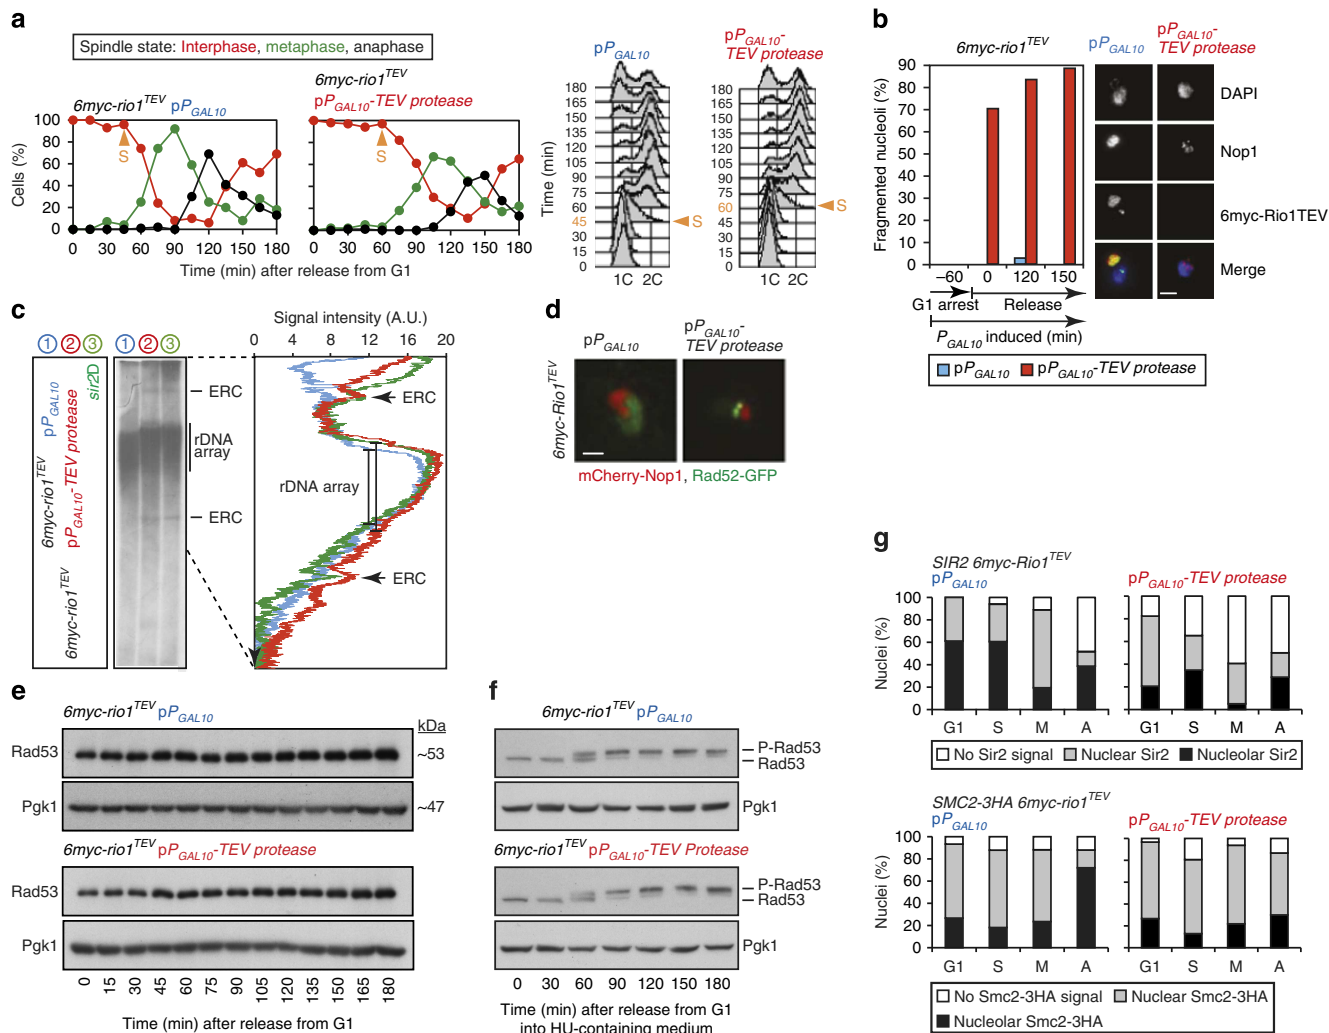 a
Spindle state: Interphase, metaphase, anaphase
6myc-rio1TEV pPGAL10
6myc-rio1TEV
pPGAL10-TEV protease
Cells (%)
100
80
60
40
20
0
S
S
0 30 60 90 120 150 180
0 30 60 90 120 150 180
Time (min) after release from G1
pPGAL10
pPGAL10-
TEV protease
Time (min)
180
165
150
135
120
105
90
75
60
45
30
15
0
S
1C 2C
180
165
150
135
120
105
90
75
60
45
30
15
0
S
1C 2C
b
6myc-rio1TEV
pPGAL10
pPGAL10-
TEV protease
Fragmented nucleoli (%)
90
80
70
60
50
40
30
20
10
0
–60 0 120 150
G1 arrest Release
PGAL10 induced (min)
pPGAL10 pPGAL10-TEV protease
DAPI
Nop1
6myc-Rio1TEV
Merge
c
1 2 3
1 2 3
6myc-rio1TEV pPGAL10
6myc-rio1TEV pPGAL10-TEV protease
sir2D
ERC
rDNA
array
ERC
Signal intensity (A.U.)
0 4 8 12 16 20
ERC
rDNA array
ERC
d
pPGAL10
pPGAL10-
TEV protease
6myc-Rio1TEV
mCherry-Nop1, Rad52-GFP
e
6myc-rio1TEV pPGAL10
kDa
Rad53 ~53
Pgk1 ~47
6myc-rio1TEV pPGAL10-TEV protease
Rad53
Pgk1
0 15 30 45 60 75 90 105 120 135 150 165 180
Time (min) after release from G1
f
6myc-rio1TEV pPGAL10
P-Rad53
Rad53
Pgk1
6myc-rio1TEV pPGAL10-TEV Protease
P-Rad53
Rad53
Pgk1
0 30 60 90 120 150 180
Time (min) after release from G1
into HU-containing medium
g
SIR2 6myc-Rio1TEV
pPGAL10 pPGAL10-TEV protease
Nuclei (%)
100
80
60
40
20
0
G1 S M A
G1 S M A
No Sir2 signal Nuclear Sir2 Nucleolar Sir2
SMC2-3HA 6myc-rio1TEV
pPGAL10 pPGAL10-TEV protease
Nuclei (%)
100
80
60
40
20
0
G1 S M A
G1 S M A
No Smc2-3HA signal Nuclear Smc2-3HA
Nucleolar Smc2-3HA